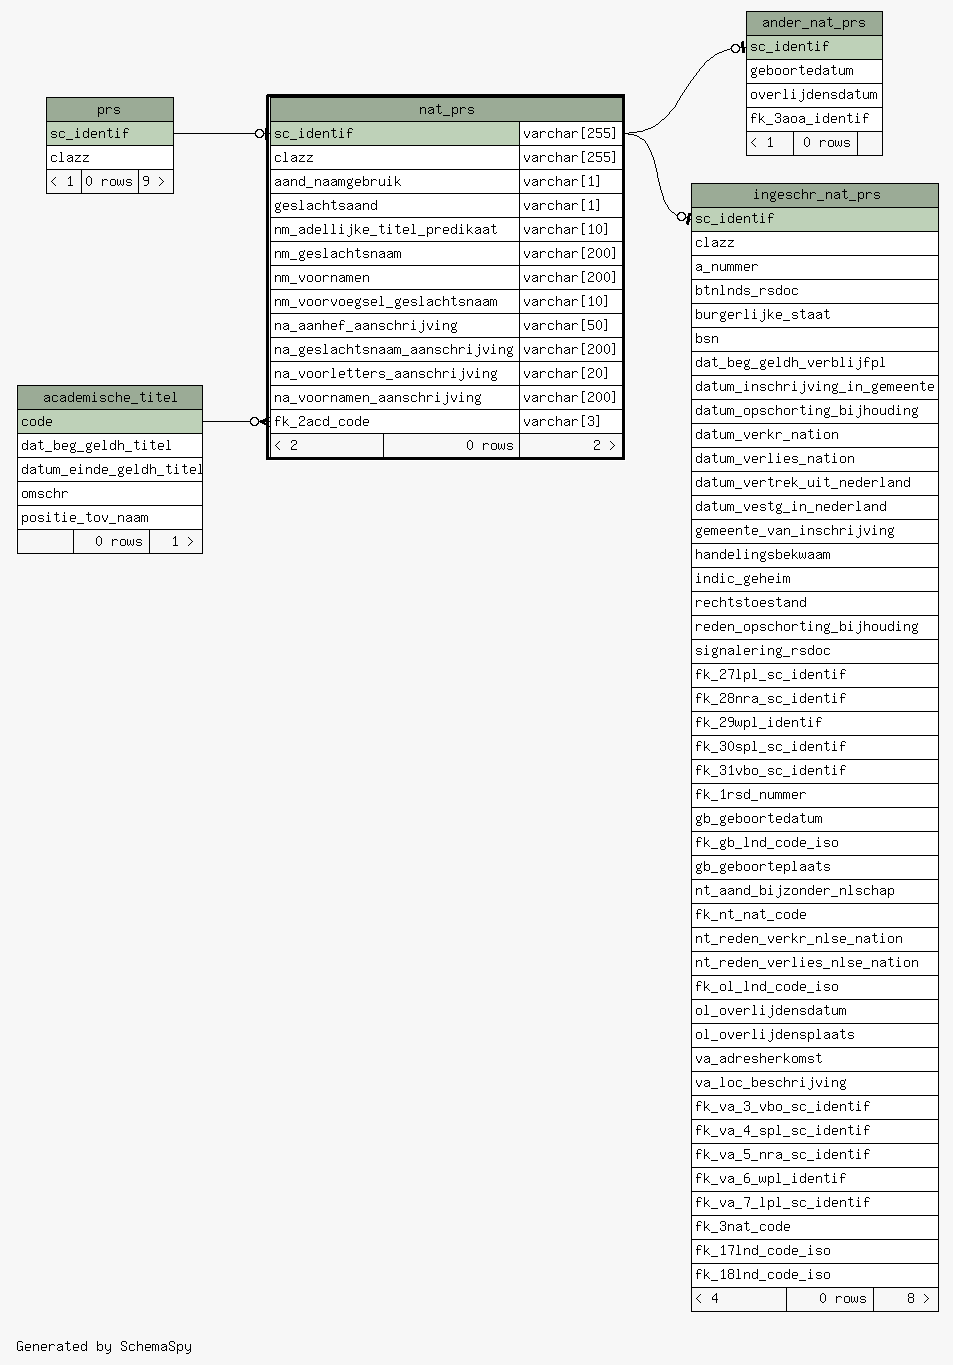 prs
sc_identif
clazz
< 1 0 rows 9 >
academische_titel
code
dat_beg_geldh_titel
datum_einde_geldh_titel
omschr
positie_tov_naam
0 rows 1 >
nat_prs
sc_identif varchar[255]
clazz varchar[255]
aand_naamgebruik varchar[1]
geslachtsaand varchar[1]
nm_adellijke_titel_predikaat varchar[10]
nm_geslachtsnaam varchar[200]
nm_voornamen varchar[200]
nm_voorvoegsel_geslachtsnaam varchar[10]
na_aanhef_aanschrijving varchar[50]
na_geslachtsnaam_aanschrijving varchar[200]
na_voorletters_aanschrijving varchar[20]
na_voornamen_aanschrijving varchar[200]
fk_2acd_code varchar[3]
< 2 0 rows 2 >
ander_nat_prs
sc_identif
geboortedatum
overlijdensdatum
fk_3aoa_identif
< 1 0 rows
ingeschr_nat_prs
sc_identif
clazz
a_nummer
btnlnds_rsdoc
burgerlijke_staat
bsn
dat_beg_geldh_verblijfpl
datum_inschrijving_in_gemeente
datum_opschorting_bijhouding
datum_verkr_nation
datum_verlies_nation
datum_vertrek_uit_nederland
datum_vestg_in_nederland
gemeente_van_inschrijving
handelingsbekwaam
indic_geheim
rechtstoestand
reden_opschorting_bijhouding
signalering_rsdoc
fk_27lpl_sc_identif
fk_28nra_sc_identif
fk_29wpl_identif
fk_30spl_sc_identif
fk_31vbo_sc_identif
fk_1rsd_nummer
gb_geboortedatum
fk_gb_lnd_code_iso
gb_geboorteplaats
nt_aand_bijzonder_nlschap
fk_nt_nat_code
nt_reden_verkr_nlse_nation
nt_reden_verlies_nlse_nation
fk_ol_lnd_code_iso
ol_overlijdensdatum
ol_overlijdensplaats
va_adresherkomst
va_loc_beschrijving
fk_va_3_vbo_sc_identif
fk_va_4_spl_sc_identif
fk_va_5_nra_sc_identif
fk_va_6_wpl_identif
fk_va_7_lpl_sc_identif
fk_3nat_code
fk_17lnd_code_iso
fk_18lnd_code_iso
< 4 0 rows 8 >
Generated by SchemaSpy